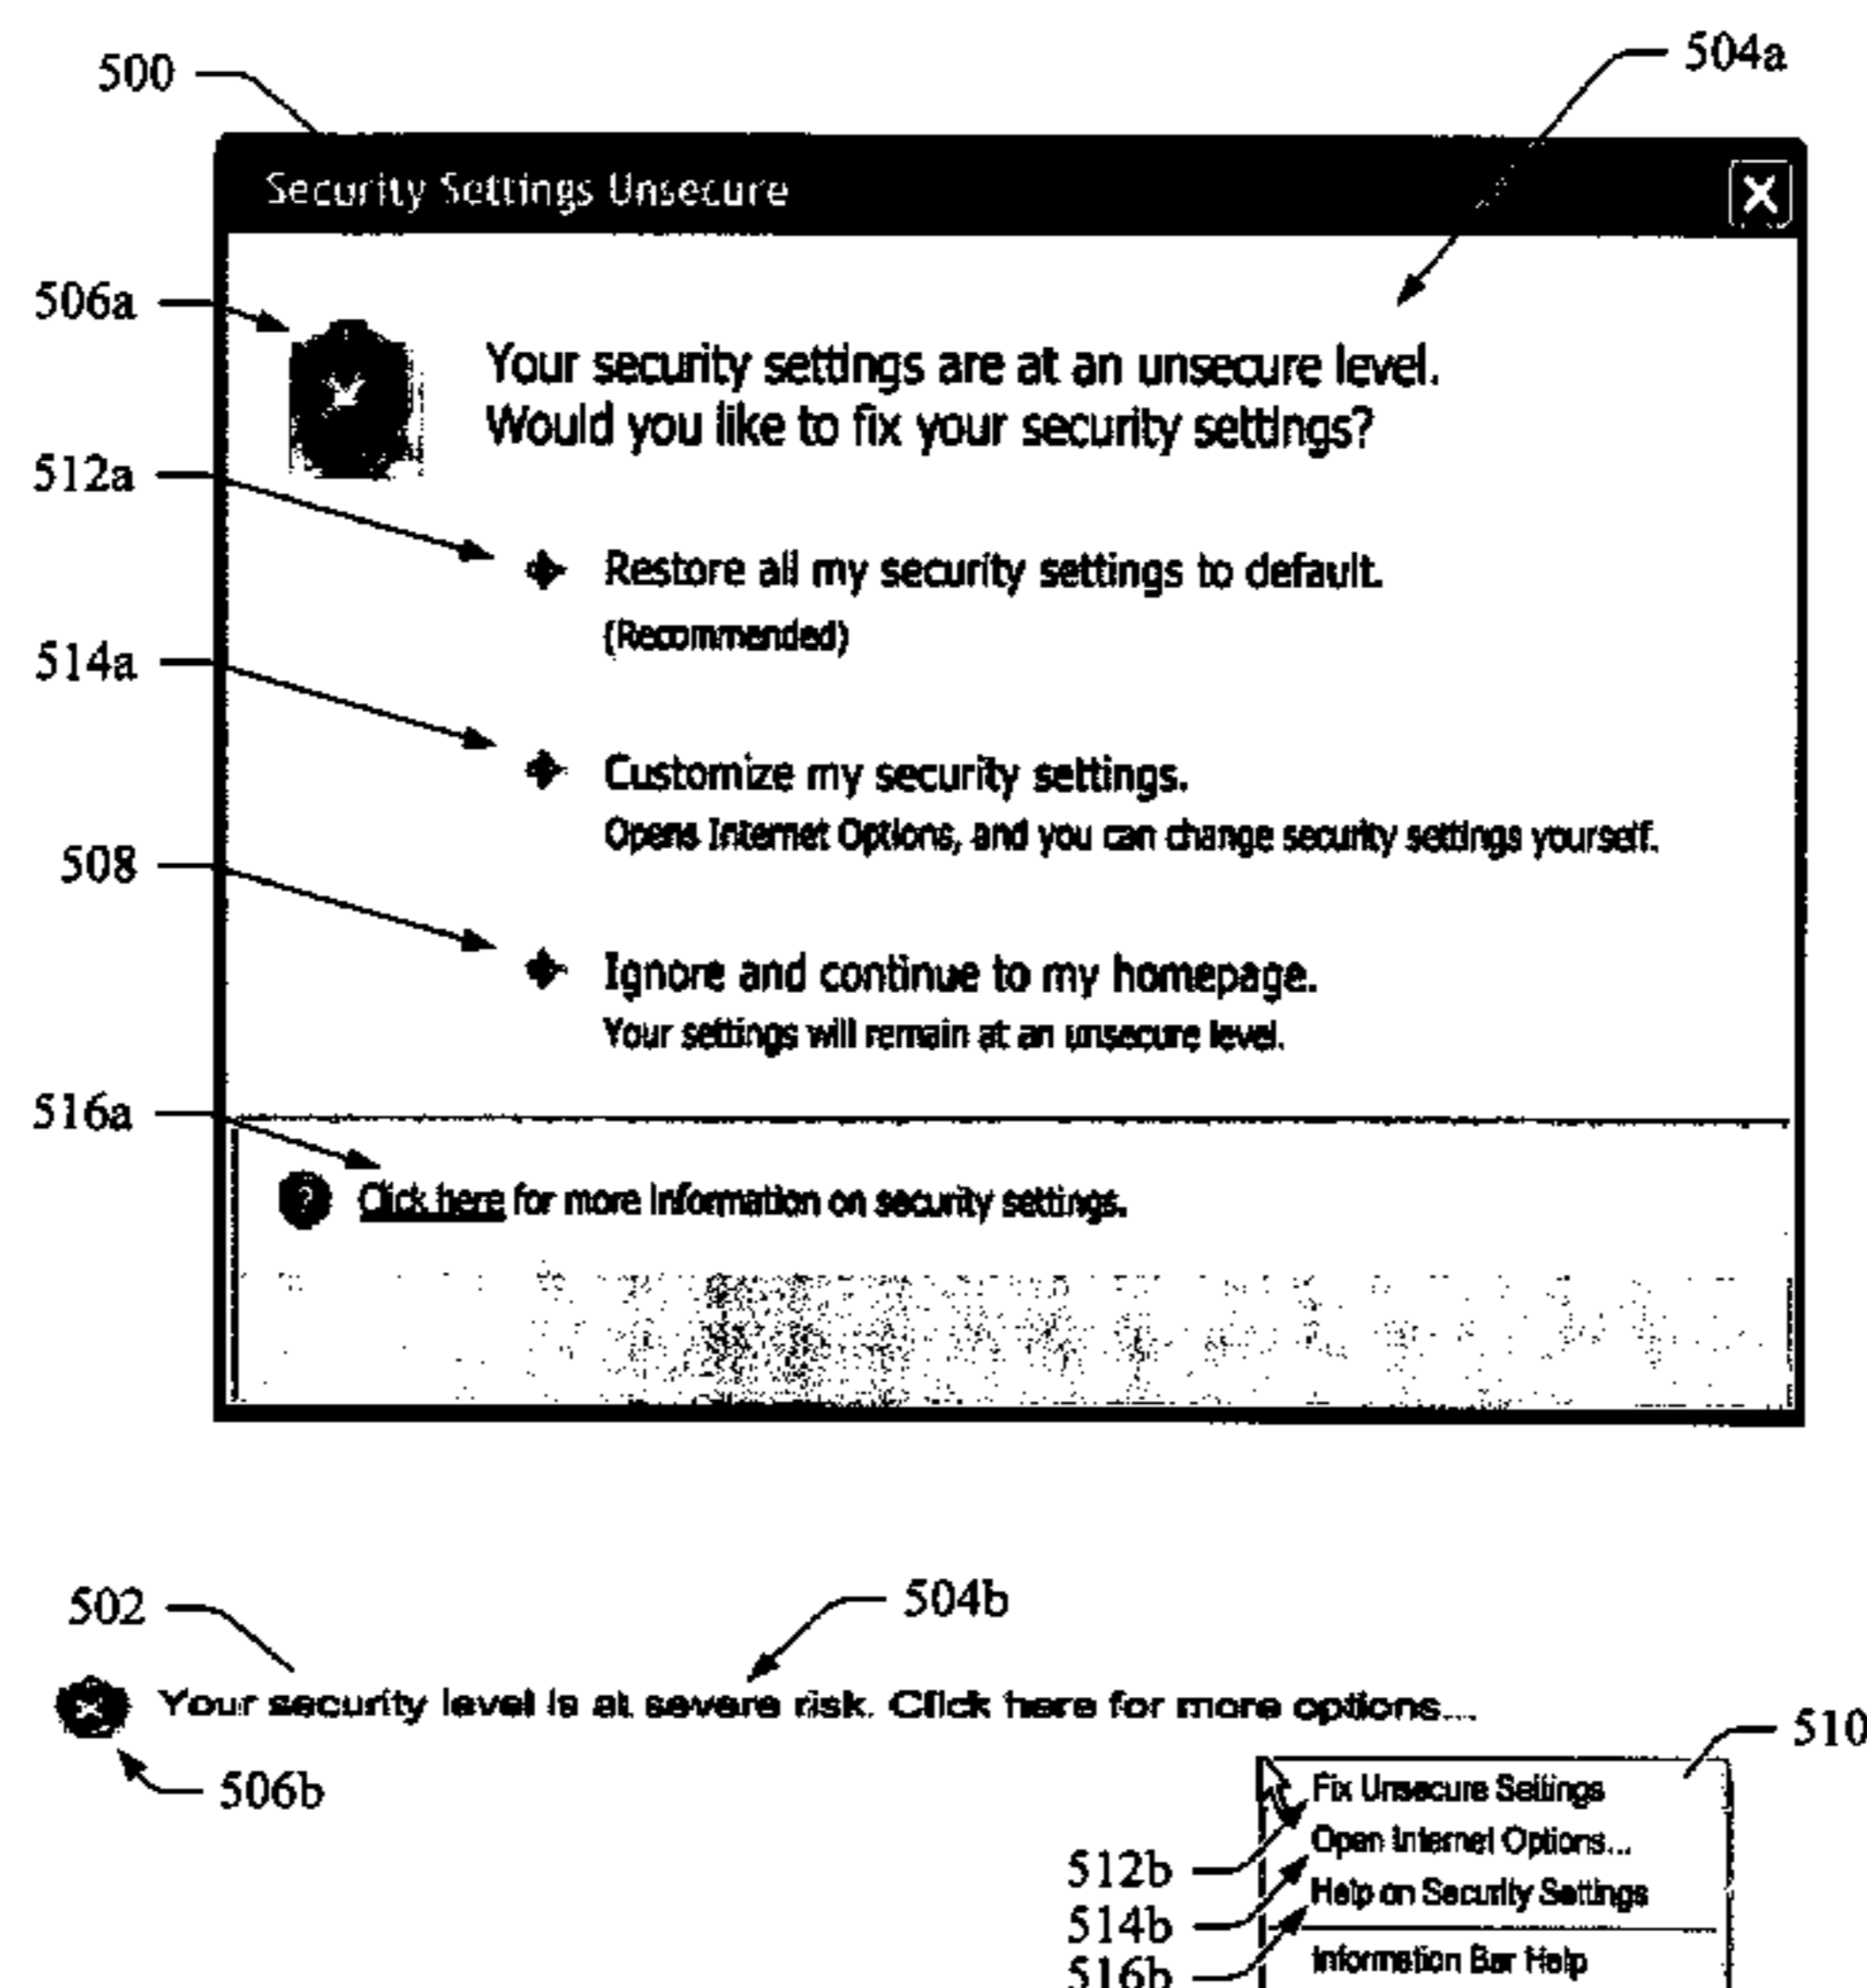 500
504a
Security Settings Unsecure
506a
Your security settings are at an unsecure level.
Would you like to fix your security settings?
512a
Restore all my security settings to default.
(Recommended)
514a
Customize my security settings.
Opens Internet Options, and you can change security settings yourself.
508
Ignore and continue to my homepage.
Your settings will remain at an unsecure level.
516a
? Click here for more information on security settings.
502
504b
Your security level is at severe risk. Click here for more options...
510
506b
Fix Unsecure Settings
Open Internet Options...
512b
Help on Security Settings
514b
Information Bar Help
516b